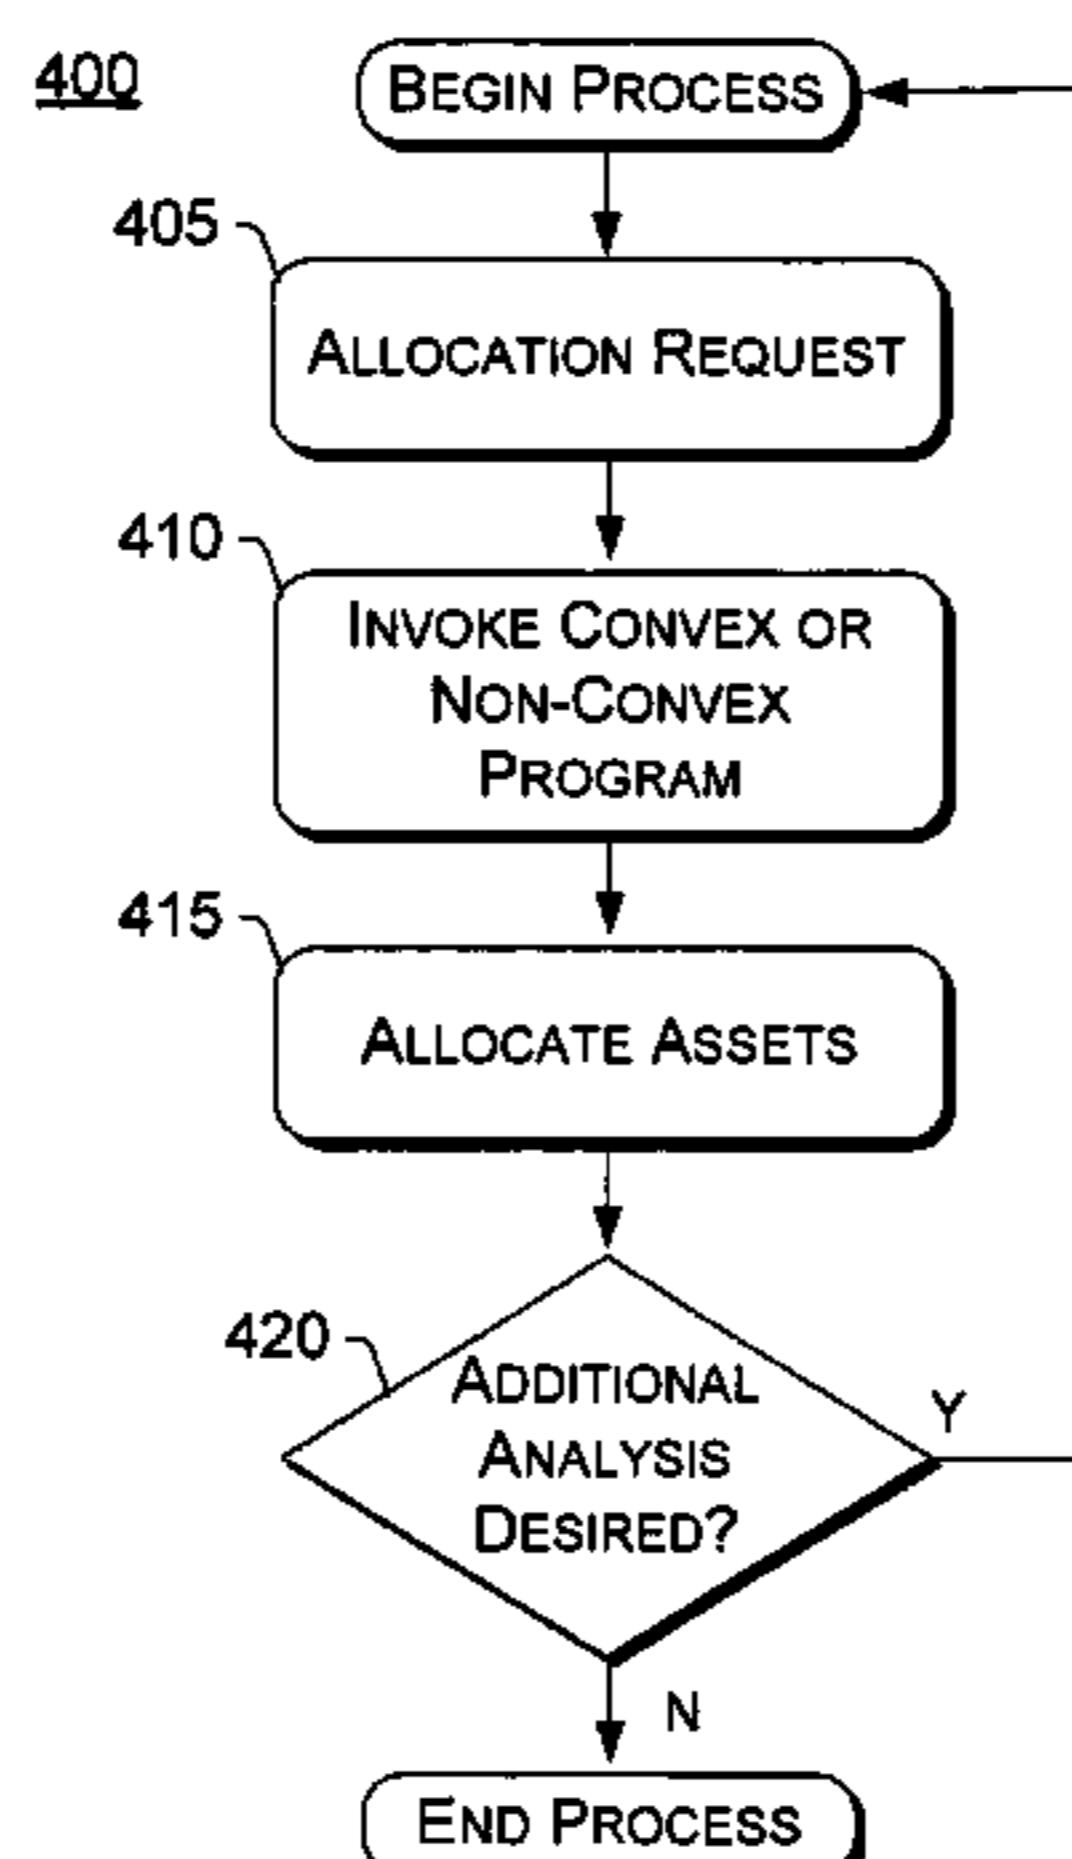 400
BEGIN PROCESS
405
ALLOCATION REQUEST
410
INVOKE CONVEX OR
NON-CONVEX
PROGRAM
415
ALLOCATE ASSETS
420
ADDITIONAL
ANALYSIS
DESIRED?
Y
N
END PROCESS